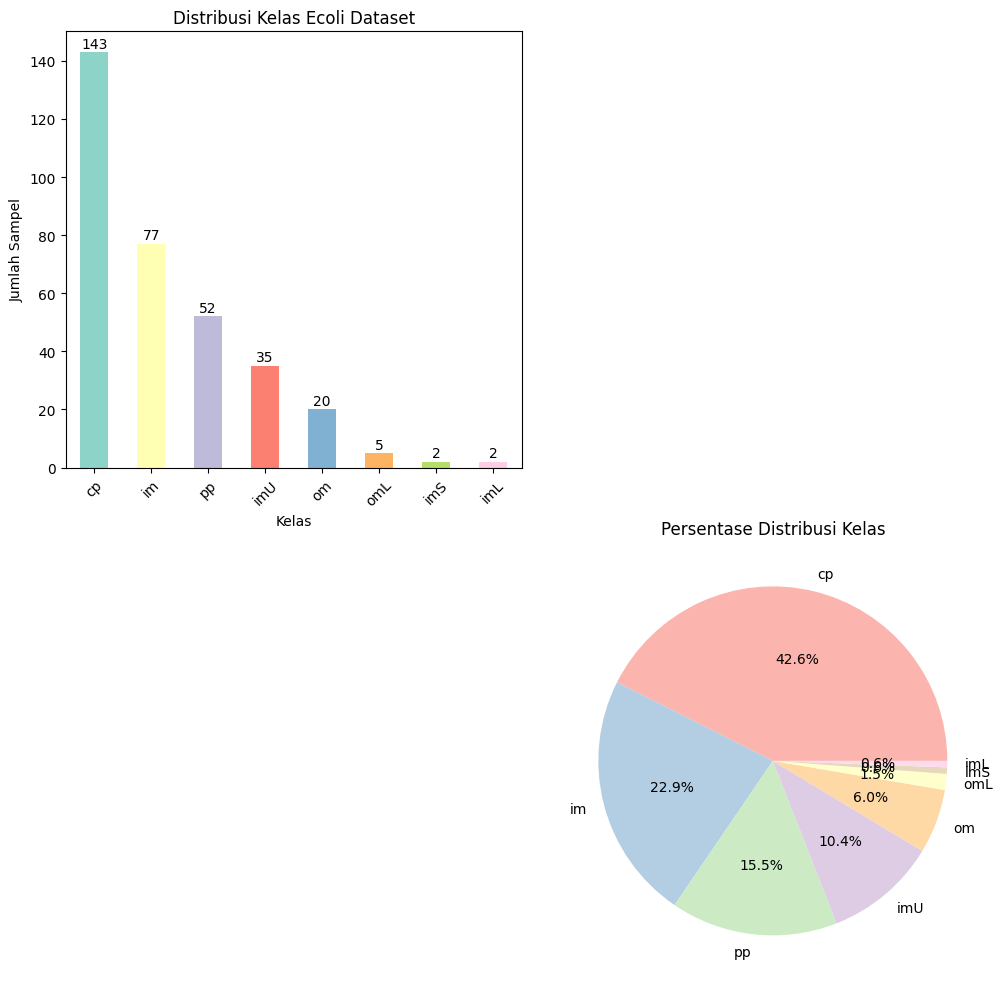 Distribusi Kelas Ecoli Dataset
Jumlah Sampel
140
120
100
80
60
40
20
0
143
77
52
35
20
5
2
2
cp
im
pp
imU
om
omL
imS
imL
Kelas
Persentase Distribusi Kelas
cp
42.6%
im
22.9%
pp
15.5%
imU
10.4%
om
6.0%
omL
1.5%
imS
0.6%
imL
0.6%